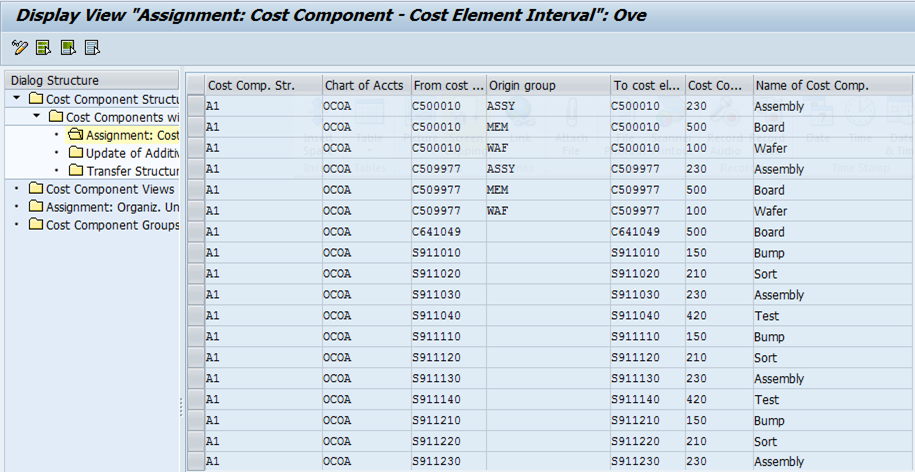 Display View "Assignment: Cost Component - Cost Element Interval": Ove
Dialog Structure
Cost Component Structu
Cost Components wi
Assignment: Cost
Update of Additiv
Transfer Structur
Cost Component Views
Assignment: Organiz. Un
Cost Component Groups
Cost Comp. Str. Chart of Accts From cost ... Origin group To cost el... Cost Co... Name of Cost Comp.
A1 OCOA C500010 ASSY C500010 230 Assembly
A1 OCOA C500010 MEM C500010 500 Board
A1 OCOA C500010 WAF C500010 100 Wafer
A1 OCOA C509977 ASSY C509977 230 Assembly
A1 OCOA C509977 MEM C509977 500 Board
A1 OCOA C509977 WAF C509977 100 Wafer
A1 OCOA C641049 C641049 500 Board
A1 OCOA S911010 S911010 150 Bump
A1 OCOA S911020 S911020 210 Sort
A1 OCOA S911030 S911030 230 Assembly
A1 OCOA S911040 S911040 420 Test
A1 OCOA S911110 S911110 150 Bump
A1 OCOA S911120 S911120 210 Sort
A1 OCOA S911130 S911130 230 Assembly
A1 OCOA S911140 S911140 420 Test
A1 OCOA S911210 S911210 150 Bump
A1 OCOA S911220 S911220 210 Sort
A1 OCOA S911230 S911230 230 Assembly